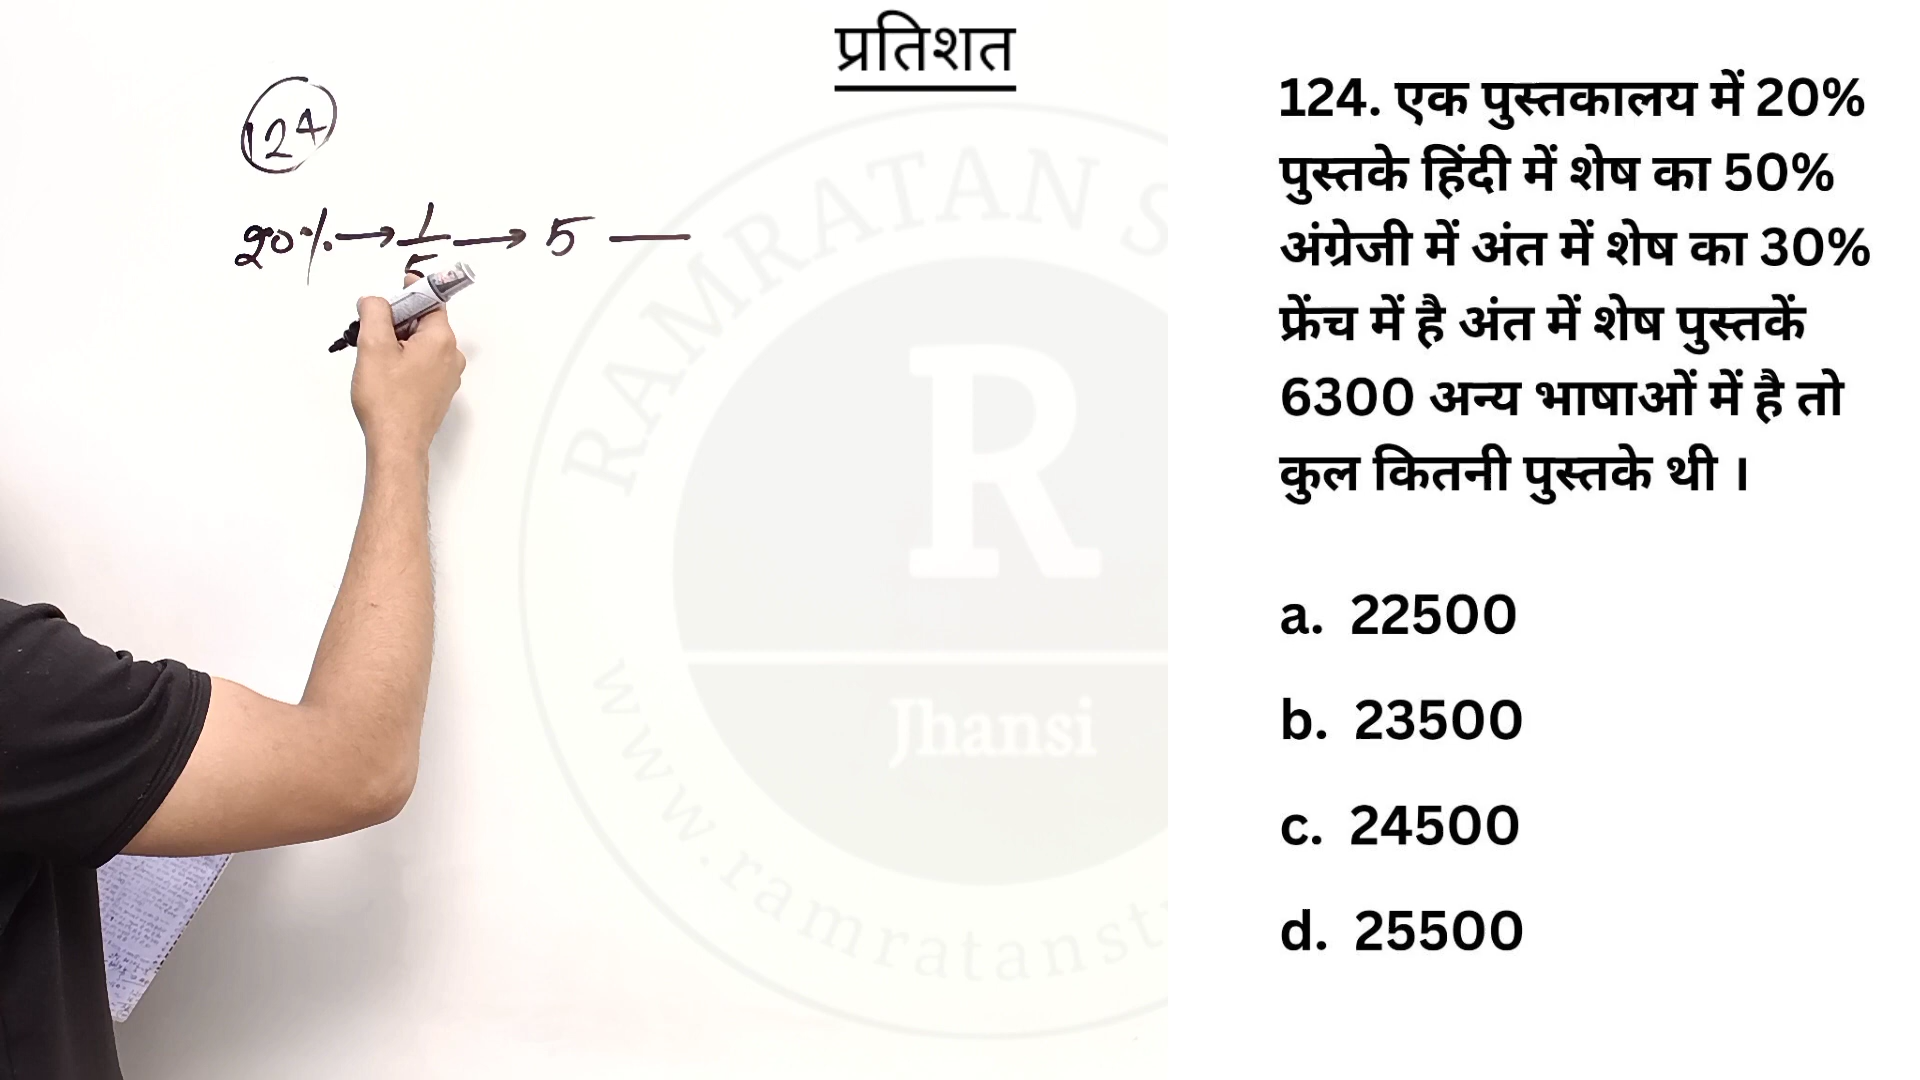 प्रतिशत
124
20% → 1/5 → 5 —
RAMRATAN S
R
Jhansi
www.ramratanst
124. एक पुस्तकालय में 20%
पुस्तके हिंदी में शेष का 50%
अंग्रेजी में अंत में शेष का 30%
फ्रेंच में है अंत में शेष पुस्तकें
6300 अन्य भाषाओं में है तो
कुल कितनी पुस्तके थी ।
a. 22500
b. 23500
c. 24500
d. 25500